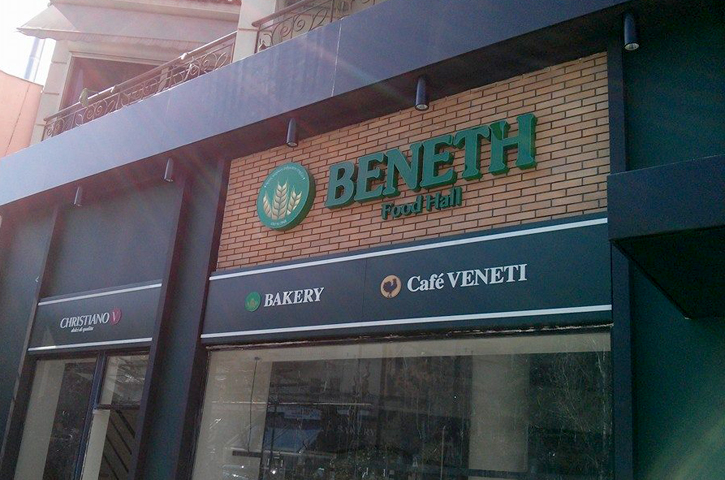 BENETH
Food Hall
BAKERY
Café VENETI
CHRISTIANO V